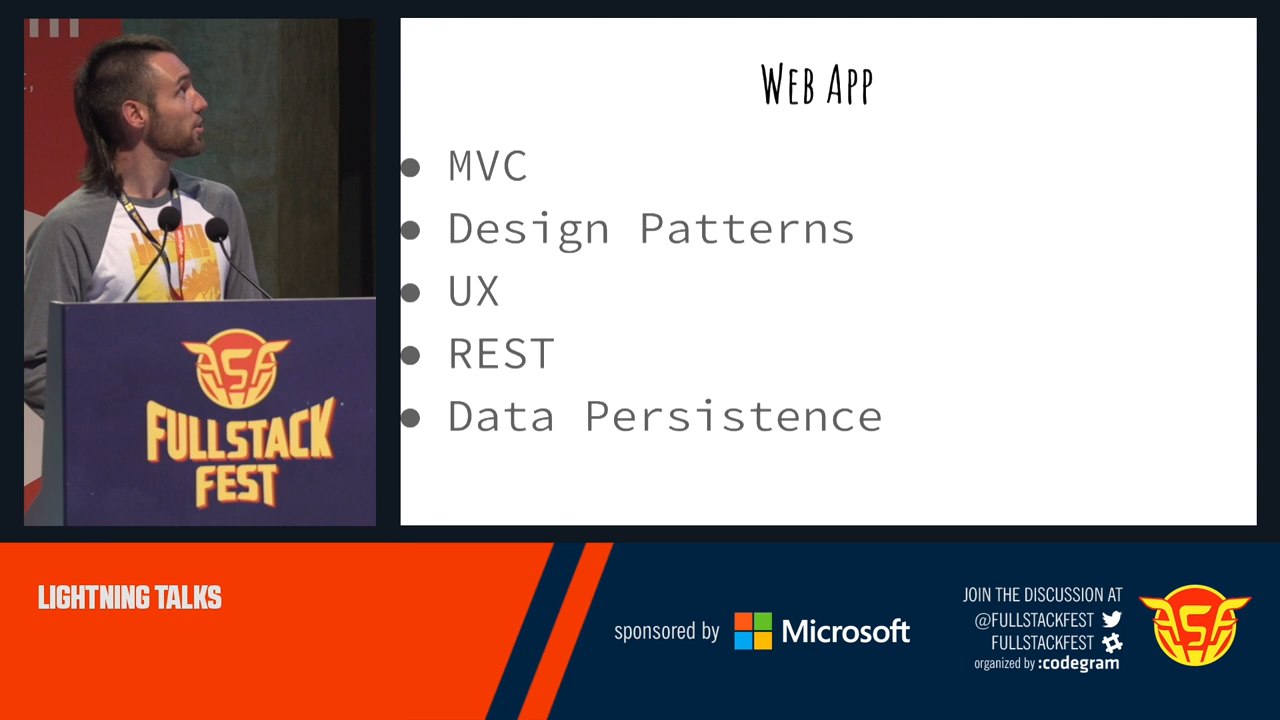 Web App
MVC
Design Patterns
UX
REST
Data Persistence
FULLSTACK
FEST
LIGHTNING TALKS
sponsored by Microsoft
JOIN THE DISCUSSION AT
@FULLSTACKFEST
FULLSTACKFEST
organized by :codegram